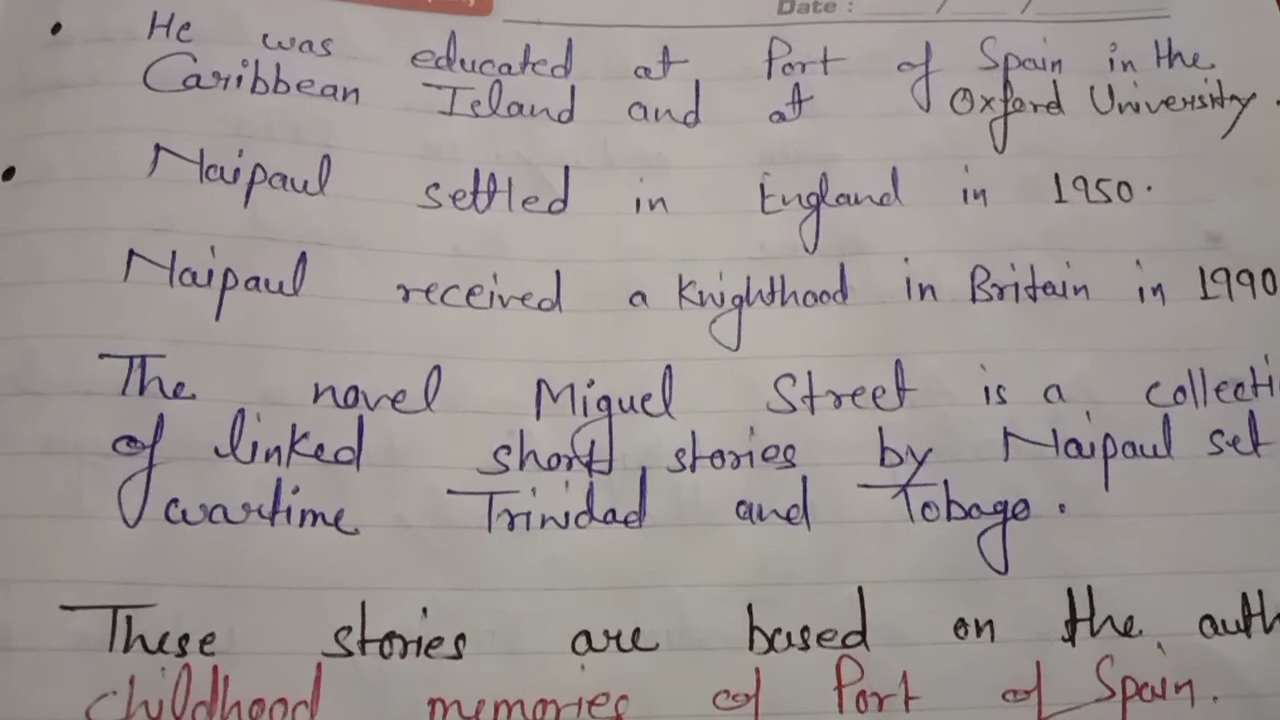 Date : / /
He was educated at Port of Spain in the
Caribbean Island and at Oxford University.
Naipaul settled in England in 1950.
Naipaul received a Knighthood in Britain in 1990
The novel Miguel Street is a collecti
of linked short stories by Naipaul set
wartime Trinidad and Tobago.
These stories are based on the auth
childhood memories of Port of Spain.